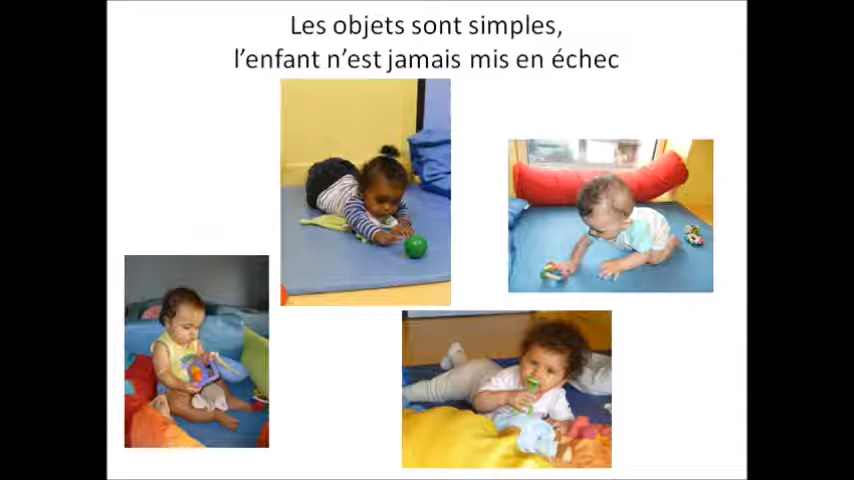 Les objets sont simples,
l’enfant n’est jamais mis en échec